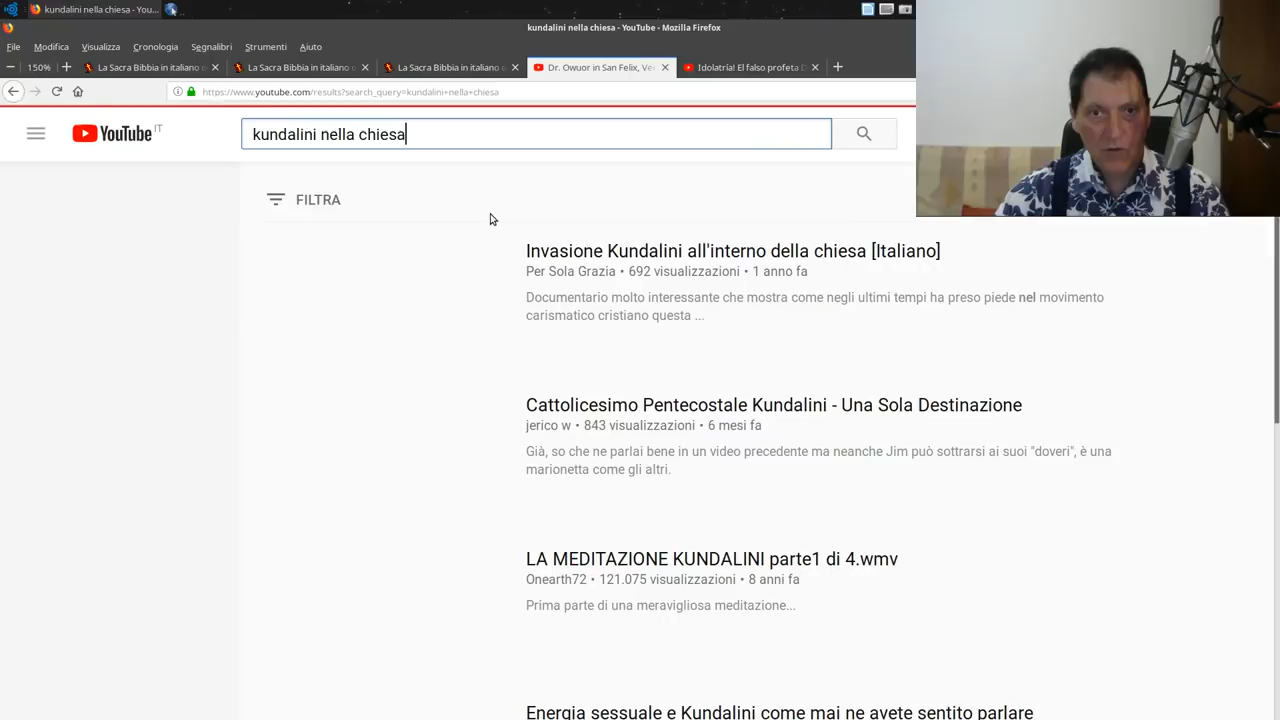 kundalini nella chiesa - You...
kundalini nella chiesa - YouTube - Mozilla Firefox
File Modifica Visualizza Cronologia Segnalibri Strumenti Aiuto
150% La Sacra Bibbia in italiano o La Sacra Bibbia in italiano o La Sacra Bibbia in italiano o Dr. Owuor in San Felix, Ve Idolatria! El falso profeta D
https://www.youtube.com/results?search_query=kundalini+nella+chiesa
YouTube IT
kundalini nella chiesa
FILTRA
Invasione Kundalini all'interno della chiesa [Italiano]
Per Sola Grazia • 692 visualizzazioni • 1 anno fa
Documentario molto interessante che mostra come negli ultimi tempi ha preso piede nel movimento
carismatico cristiano questa ...
Cattolicesimo Pentecostale Kundalini - Una Sola Destinazione
jerico w • 843 visualizzazioni • 6 mesi fa
Già, so che ne parlai bene in un video precedente ma neanche Jim può sottrarsi ai suoi "doveri", è una
marionetta come gli altri.
LA MEDITAZIONE KUNDALINI parte1 di 4.wmv
Onearth72 • 121.075 visualizzazioni • 8 anni fa
Prima parte di una meravigliosa meditazione...
Energia sessuale e Kundalini come mai ne avete sentito parlare